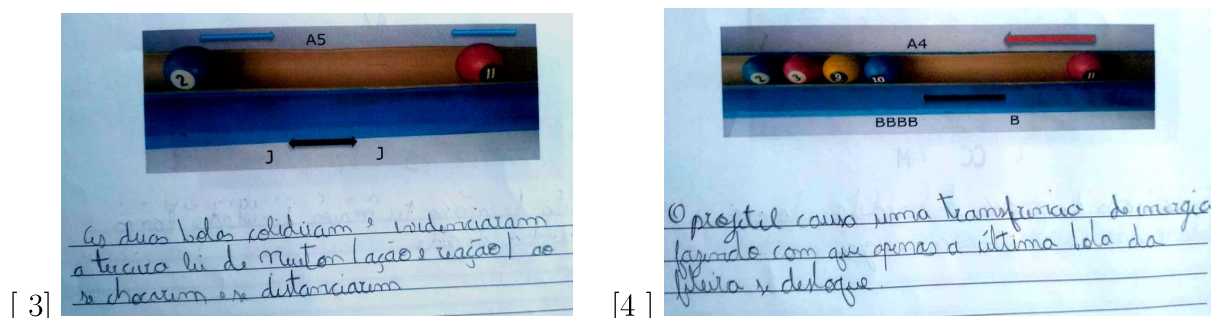 A5
2
11
J J
As duas bolas colidiram e evidenciaram
a terceira lei de Newton (ação e reação) ao
se chocarem e se distanciarem
[ 3]
A4
2 3 9 10 11
BBBB B
O projetil causa uma transfrincao de energia
fazendo com que apenas a última bola da
fileira se desloque.
[4 ]